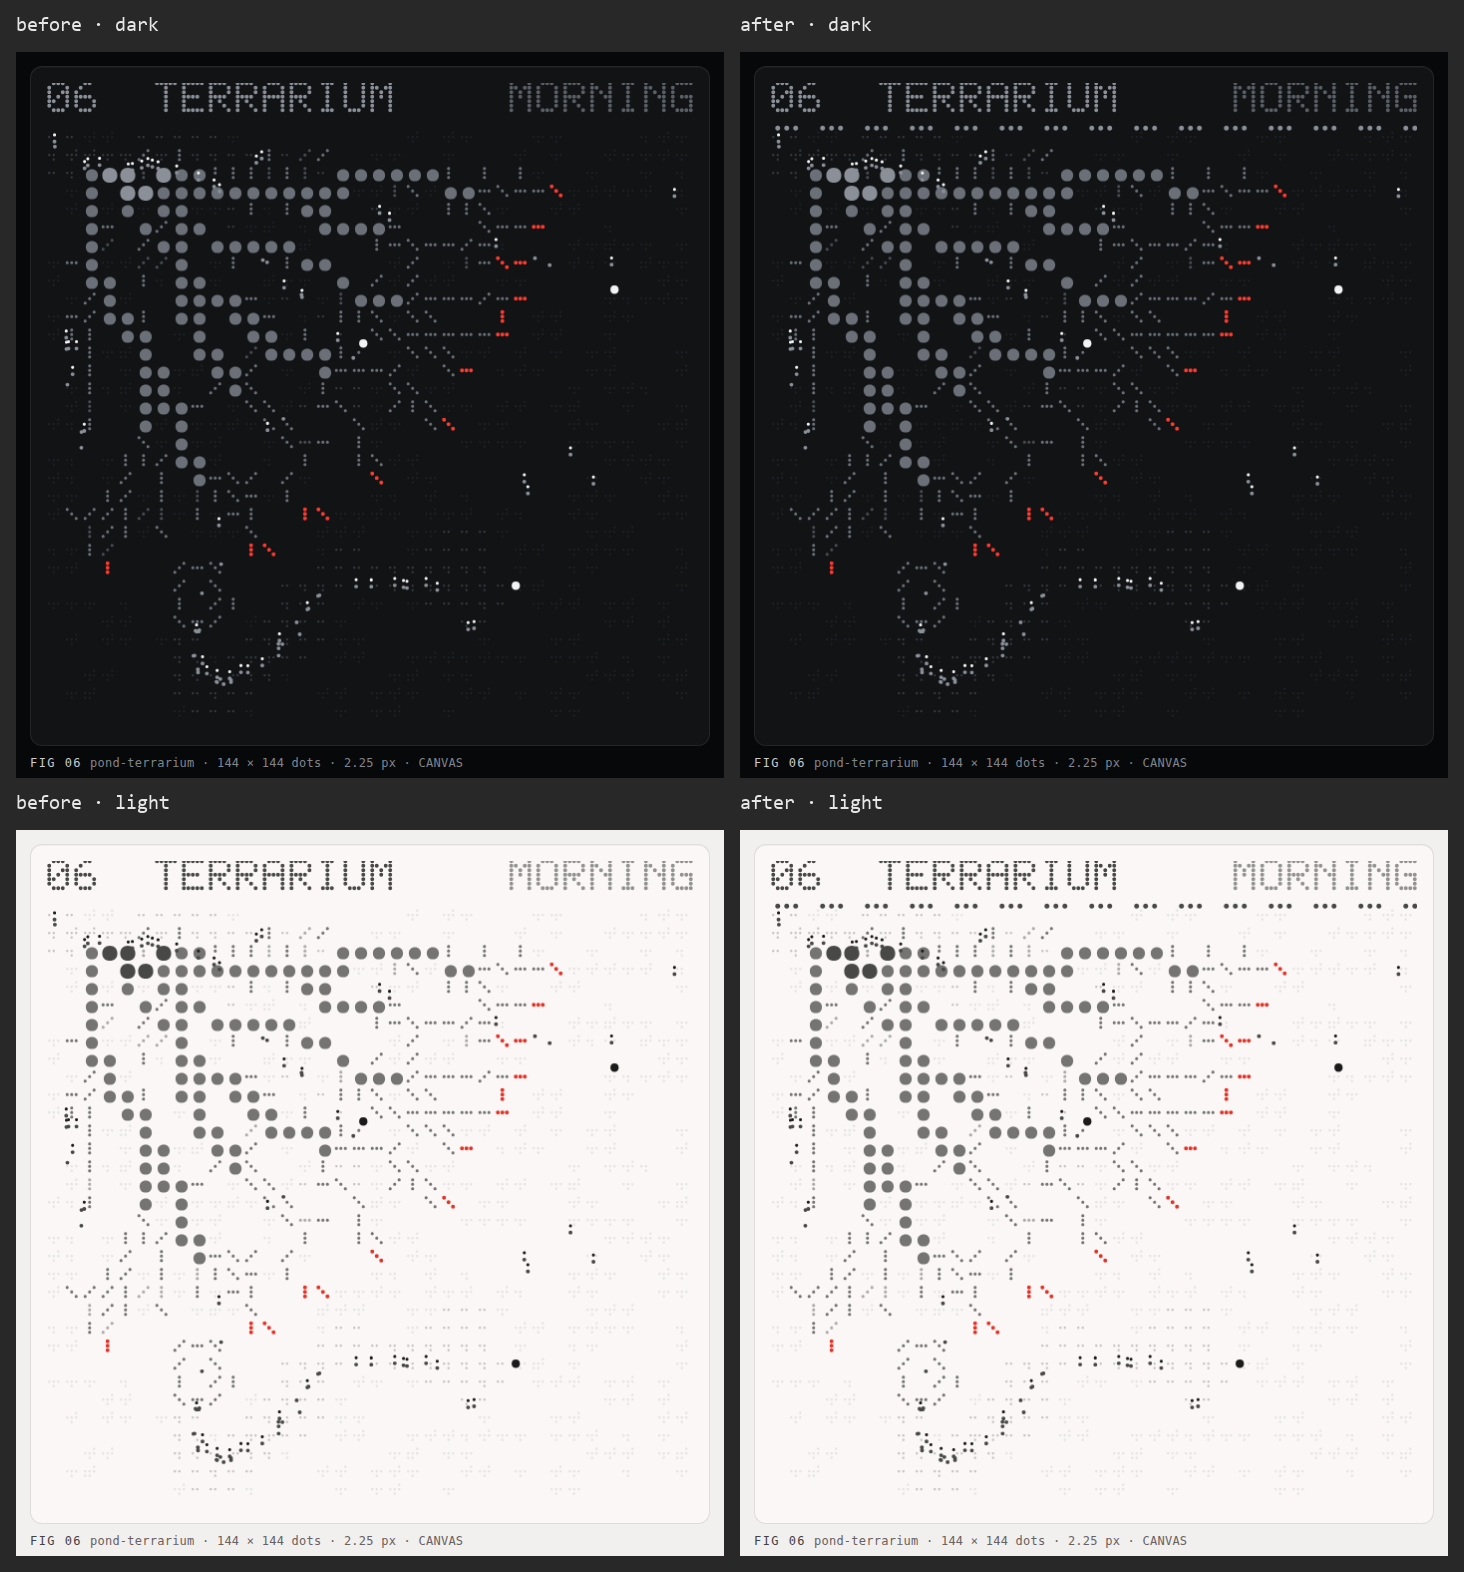 before · dark
after · dark
06 TERRARIUM MORNING
06 TERRARIUM MORNING
FIG 06 pond-terrarium · 144 × 144 dots · 2.25 px · CANVAS
FIG 06 pond-terrarium · 144 × 144 dots · 2.25 px · CANVAS
before · light
after · light
06 TERRARIUM MORNING
06 TERRARIUM MORNING
FIG 06 pond-terrarium · 144 × 144 dots · 2.25 px · CANVAS
FIG 06 pond-terrarium · 144 × 144 dots · 2.25 px · CANVAS